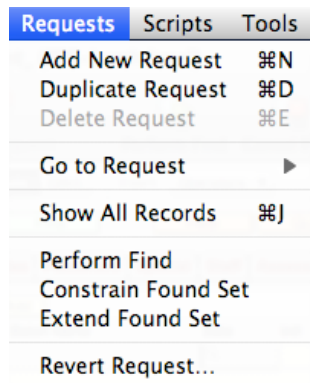 Requests Scripts Tools
Add New Request ⌘N
Duplicate Request ⌘D
Delete Request ⌘E
Go to Request ▶
Show All Records ⌘J
Perform Find
Constrain Found Set
Extend Found Set
Revert Request...